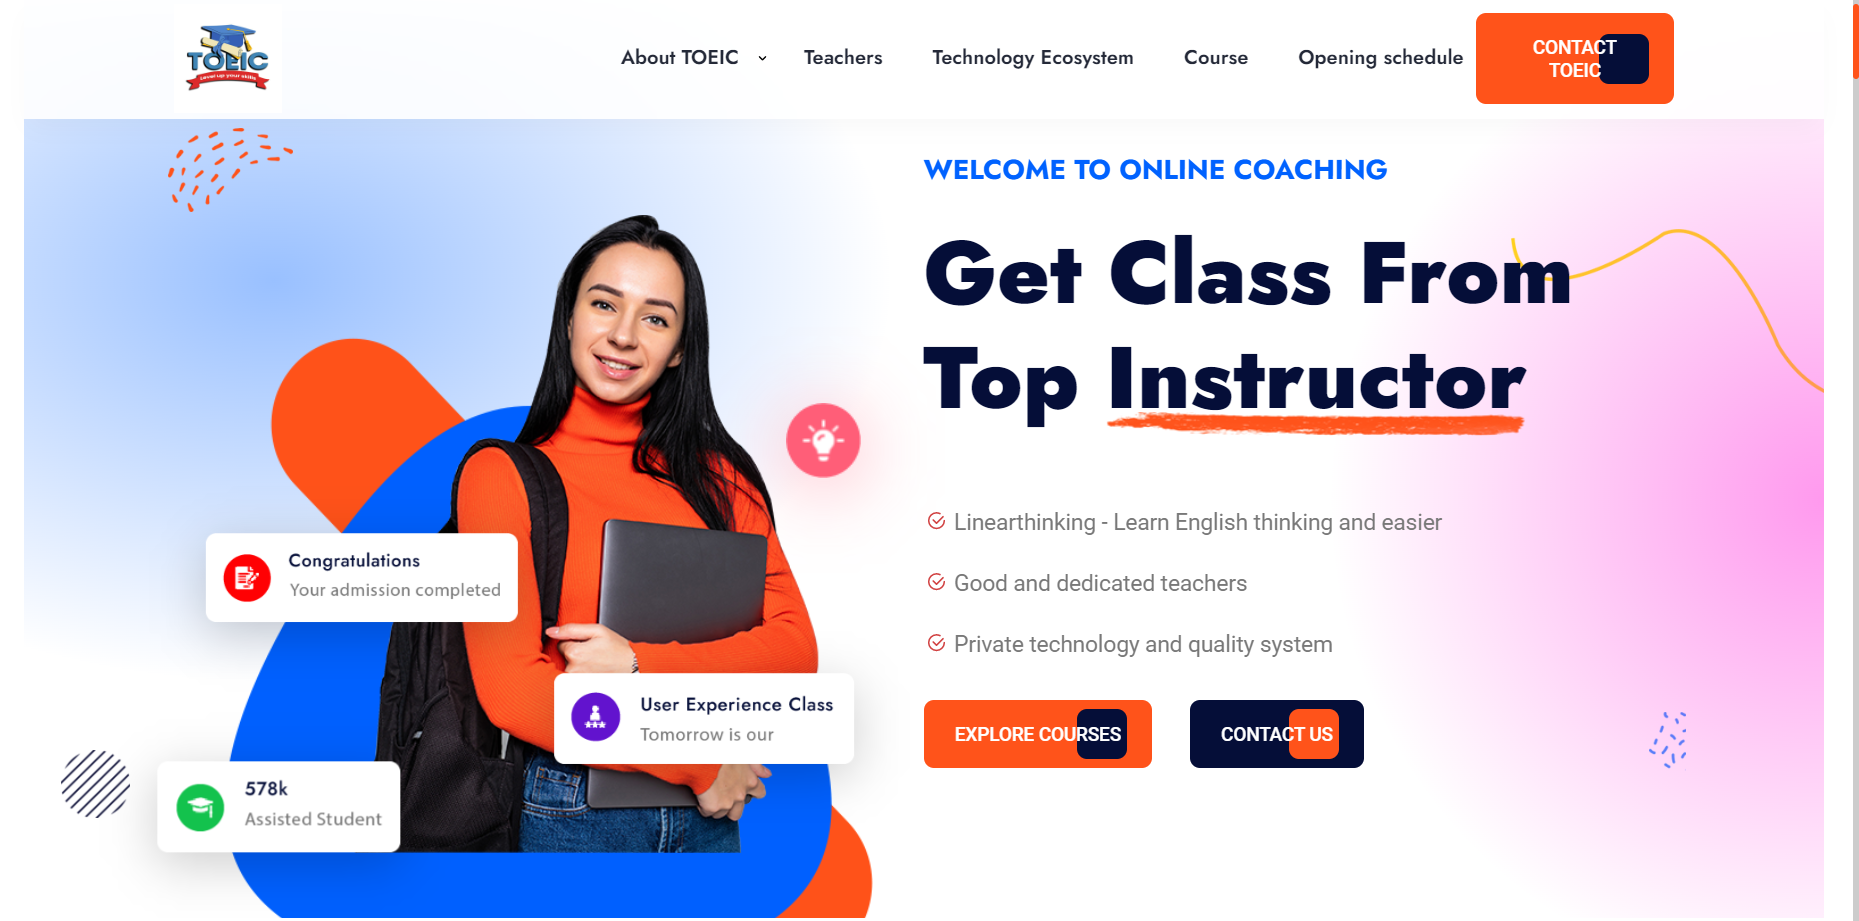 TOEIC
Level up your skills
About TOEIC
Teachers
Technology Ecosystem
Course
Opening schedule
CONTACT
TOEIC
WELCOME TO ONLINE COACHING
Get Class From
Top Instructor
Linearthinking - Learn English thinking and easier
Good and dedicated teachers
Private technology and quality system
EXPLORE COURSES
CONTACT US
Congratulations
Your admission completed
User Experience Class
Tomorrow is our
578k
Assisted Student